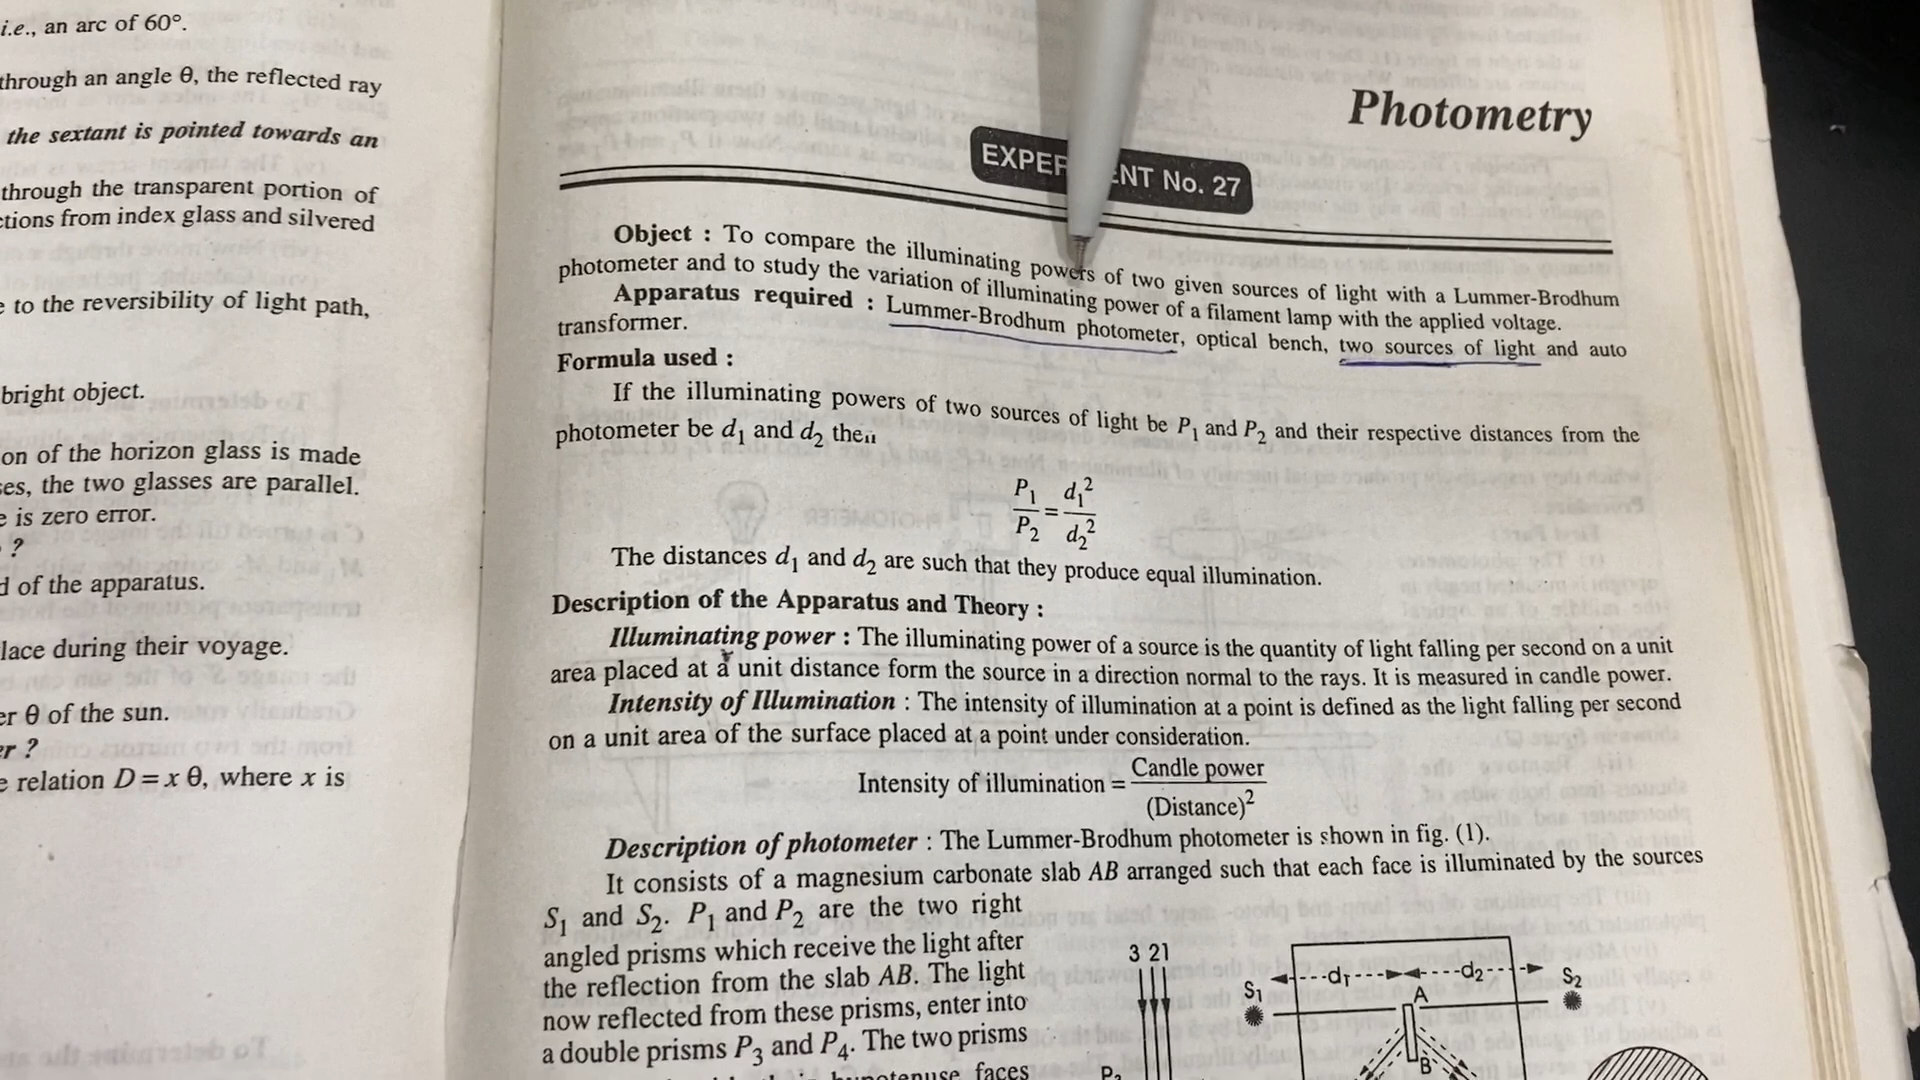 i.e., an arc of 60°.
through an angle θ, the reflected ray
the sextant is pointed towards an
through the transparent portion of
ctions from index glass and silvered
to the reversibility of light path,
bright object.
on of the horizon glass is made
es, the two glasses are parallel.
is zero error.
?
of the apparatus.
lace during their voyage.
er θ of the sun.
er ?
relation D = x θ, where x is
Photometry
EXPER ENT No. 27
Object : To compare the illuminating powers of two given sources of light with a Lummer-Brodhum
photometer and to study the variation of illuminating power of a filament lamp with the applied voltage.
Apparatus required : Lummer-Brodhum photometer, optical bench, two sources of light and auto
transformer.
Formula used :
If the illuminating powers of two sources of light be P₁ and P₂ and their respective distances from the
photometer be d₁ and d₂ then
P₁/P₂ = d₁²/d₂²
The distances d₁ and d₂ are such that they produce equal illumination.
Description of the Apparatus and Theory :
Illuminating power : The illuminating power of a source is the quantity of light falling per second on a unit
area placed at a unit distance form the source in a direction normal to the rays. It is measured in candle power.
Intensity of Illumination : The intensity of illumination at a point is defined as the light falling per second
on a unit area of the surface placed at a point under consideration.
Intensity of illumination = Candle power/(Distance)²
Description of photometer : The Lummer-Brodhum photometer is shown in fig. (1).
It consists of a magnesium carbonate slab AB arranged such that each face is illuminated by the sources
S₁ and S₂. P₁ and P₂ are the two right
angled prisms which receive the light after
the reflection from the slab AB. The light
now reflected from these prisms, enter into
a double prisms P₃ and P₄. The two prisms
hypotenuse faces
3 2 1
d₁ d₂
S₁ S₂
A
B